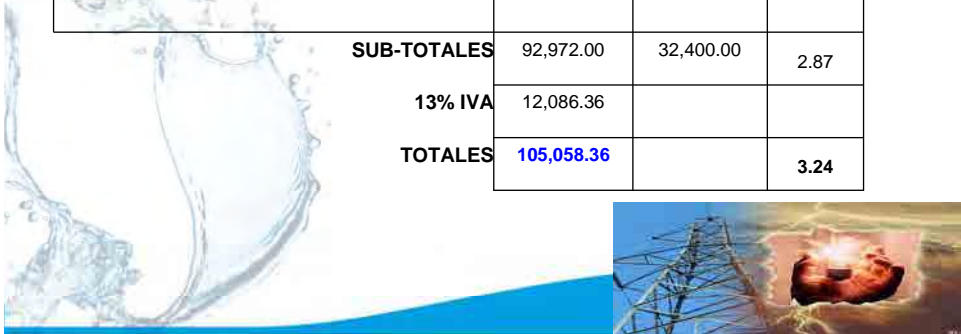 SUB-TOTALES 92,972.00 32,400.00 2.87
13% IVA 12,086.36
TOTALES 105,058.36 3.24